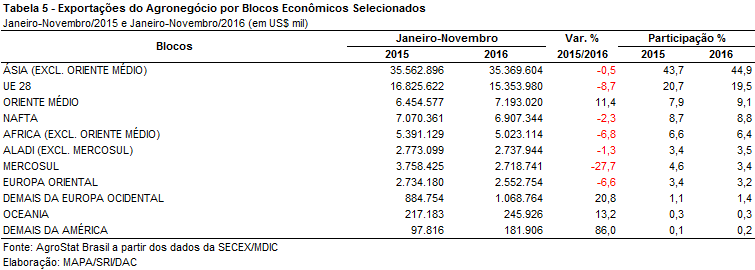 Tabela 5 - Exportações do Agronegócio por Blocos Econômicos Selecionados
Janeiro-Novembro/2015 e Janeiro-Novembro/2016 (em US$ mil)
Blocos Janeiro-Novembro Var. % Participação %
2015 2016 2015/2016 2015 2016
ÁSIA (EXCL. ORIENTE MÉDIO) 35.562.896 35.369.604 -0,5 43,7 44,9
UE 28 16.825.622 15.353.980 -8,7 20,7 19,5
ORIENTE MÉDIO 6.454.577 7.193.020 11,4 7,9 9,1
NAFTA 7.070.361 6.907.344 -2,3 8,7 8,8
AFRICA (EXCL. ORIENTE MÉDIO) 5.391.129 5.023.114 -6,8 6,6 6,4
ALADI (EXCL. MERCOSUL) 2.773.099 2.737.944 -1,3 3,4 3,5
MERCOSUL 3.758.425 2.718.741 -27,7 4,6 3,4
EUROPA ORIENTAL 2.734.180 2.552.754 -6,6 3,4 3,2
DEMAIS DA EUROPA OCIDENTAL 884.754 1.068.764 20,8 1,1 1,4
OCEANIA 217.183 245.926 13,2 0,3 0,3
DEMAIS DA AMÉRICA 97.816 181.906 86,0 0,1 0,2
Fonte: AgroStat Brasil a partir dos dados da SECEX/MDIC
Elaboração: MAPA/SRI/DAC